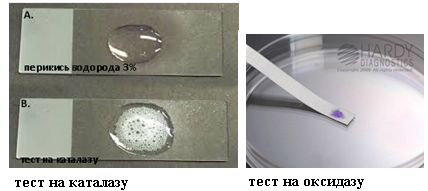 A.
перикись водорода 3%
B.
тест на каталазу
тест на каталазу
HARDY
DIAGNOSTICS
тест на оксидазу